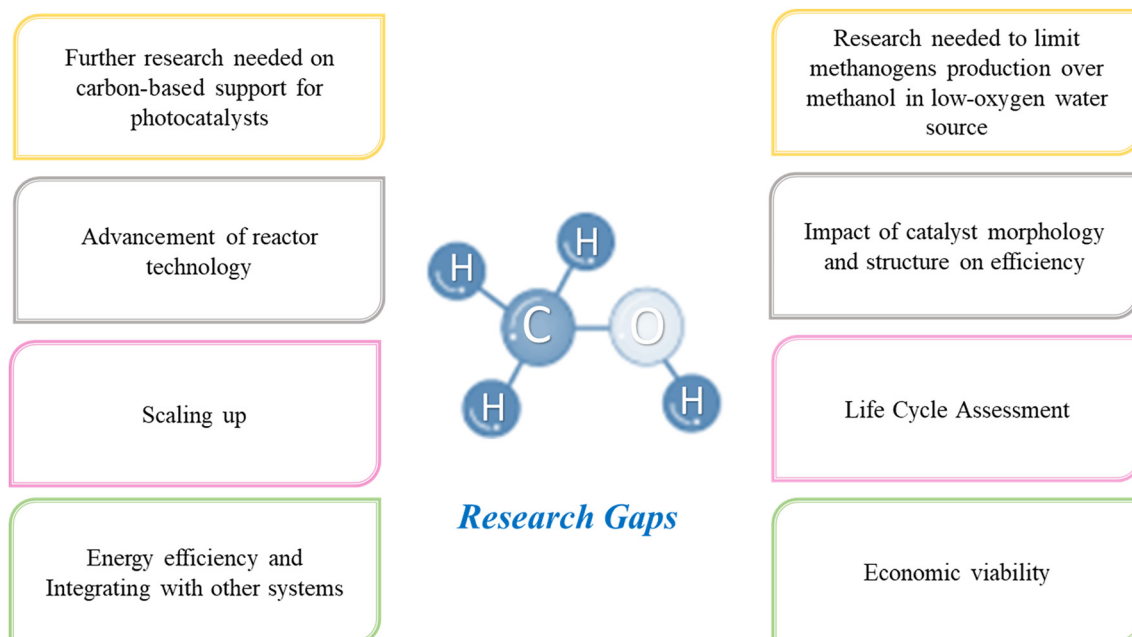 Further research needed on
carbon-based support for
photocatalysts
Advancement of reactor
technology
Scaling up
Energy efficiency and
Integrating with other systems
H
H
C
O
H
H
Research Gaps
Research needed to limit
methanogens production over
methanol in low-oxygen water
source
Impact of catalyst morphology
and structure on efficiency
Life Cycle Assessment
Economic viability